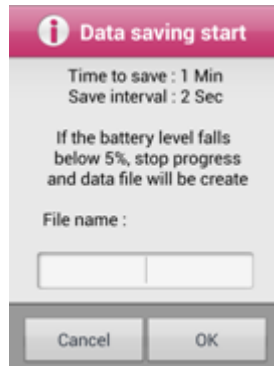 Data saving start
Time to save : 1 Min
Save interval : 2 Sec
If the battery level falls
below 5%, stop progress
and data file will be create
File name :
Cancel OK